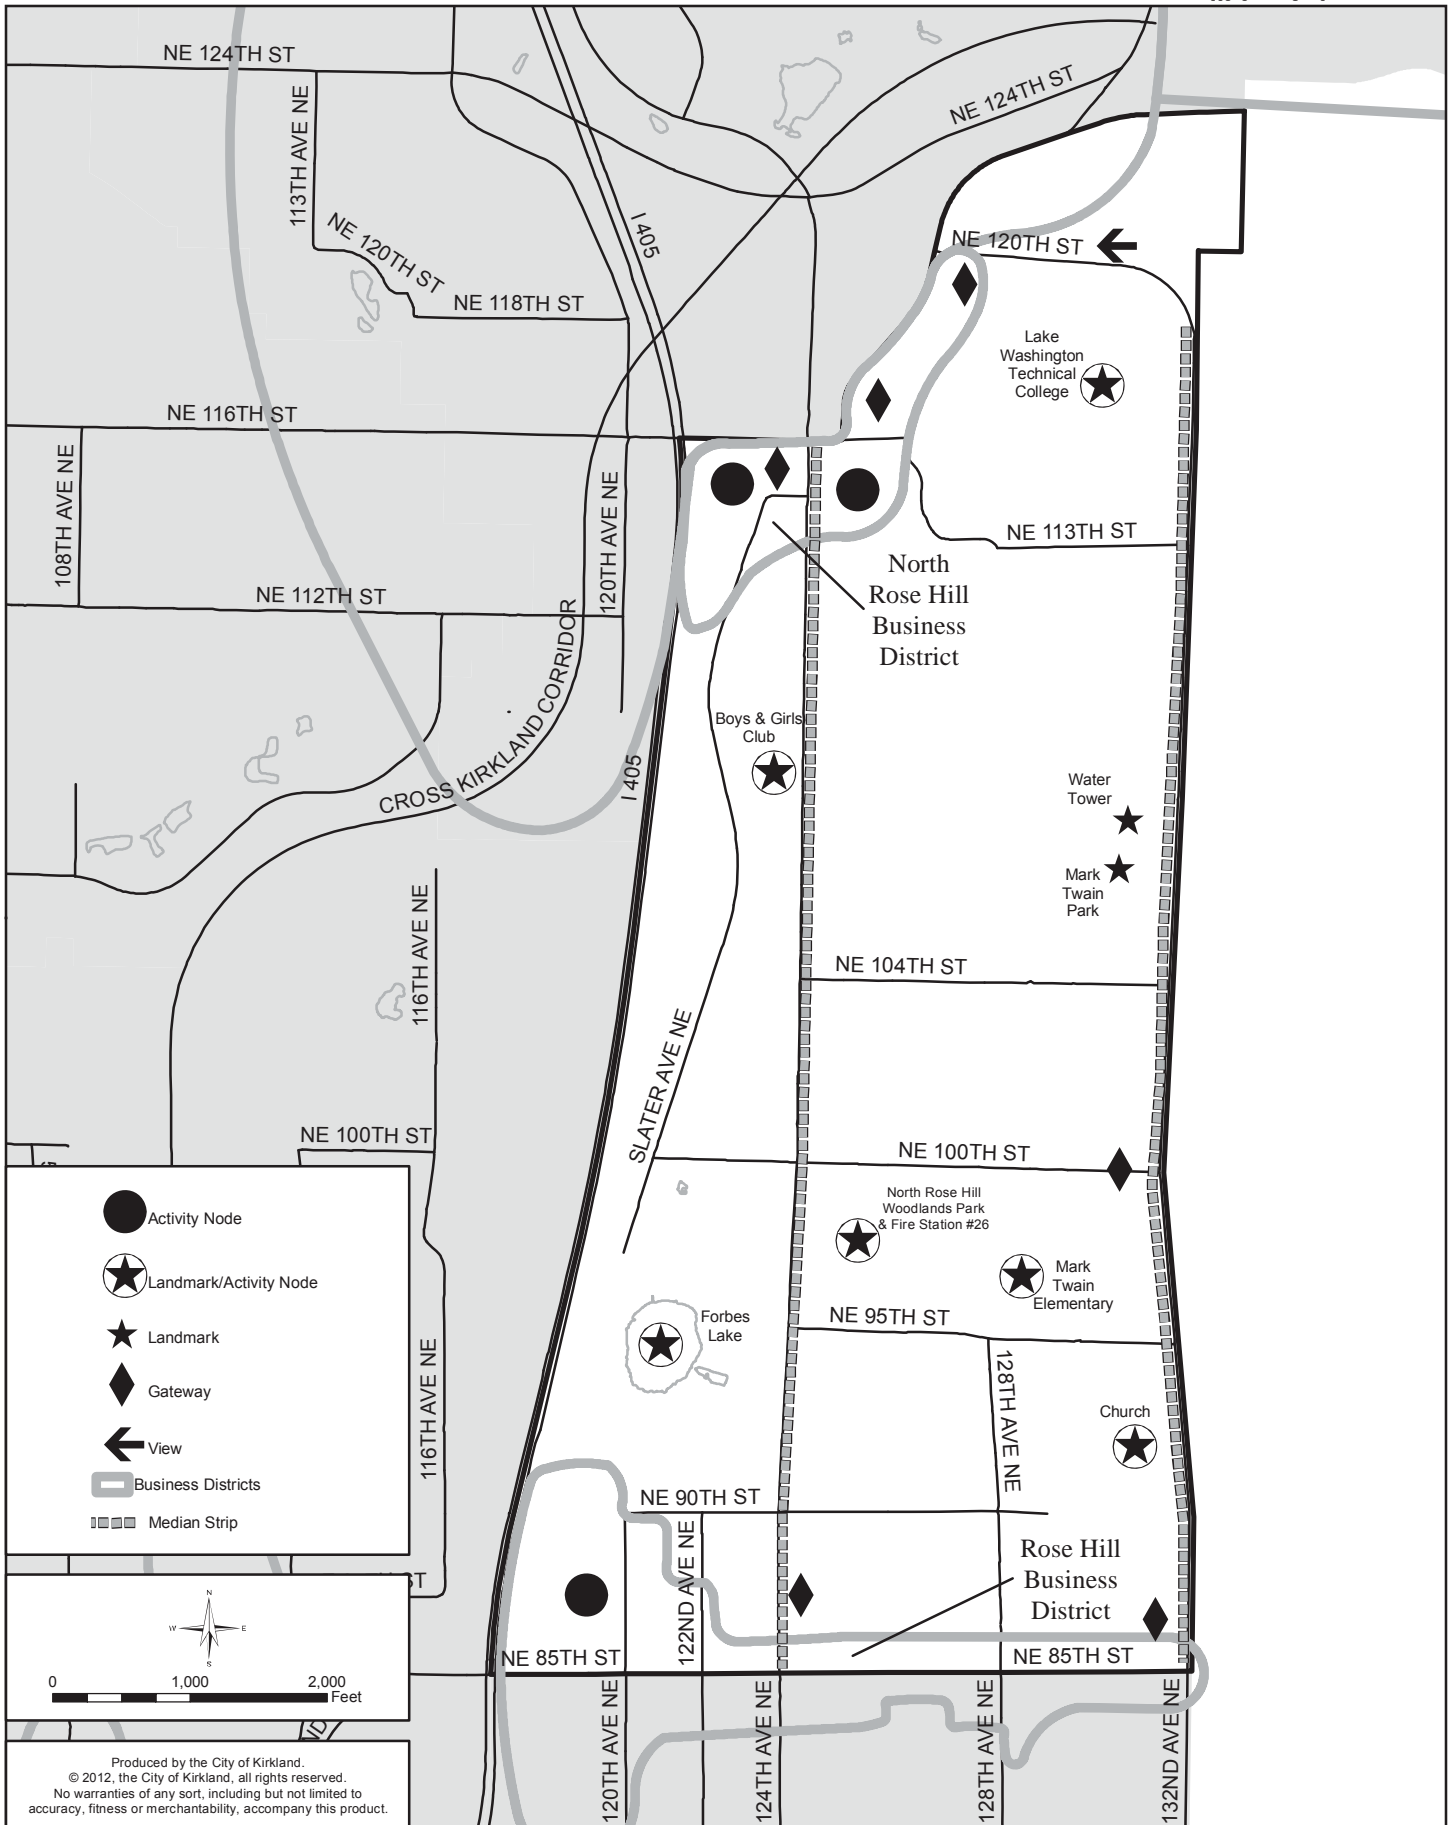 NE 124TH ST
NE 124TH ST
113TH AVE NE
NE 120TH ST
I 405
NE 120TH ST
NE 118TH ST
Lake
Washington
Technical
College
NE 116TH ST
108TH AVE NE
120TH AVE NE
NE 113TH ST
North
Rose Hill
Business
District
NE 112TH ST
CROSS KIRKLAND CORRIDOR
I 405
Boys & Girls
Club
Water
Tower
Mark
Twain
Park
116TH AVE NE
NE 104TH ST
SLATER AVE NE
NE 100TH ST
NE 100TH ST
North Rose Hill
Woodlands Park
& Fire Station #26
Mark
Twain
Elementary
Forbes
Lake
NE 95TH ST
116TH AVE NE
128TH AVE NE
Church
NE 90TH ST
122ND AVE NE
Rose Hill
Business
District
NE 85TH ST
NE 85TH ST
120TH AVE NE
124TH AVE NE
128TH AVE NE
132ND AVE NE
Activity Node
Landmark/Activity Node
Landmark
Gateway
View
Business Districts
Median Strip
ST
N
W E
S
0 1,000 2,000
Feet
ND
Produced by the City of Kirkland.
© 2012, the City of Kirkland, all rights reserved.
No warranties of any sort, including but not limited to
accuracy, fitness or merchantability, accompany this product.